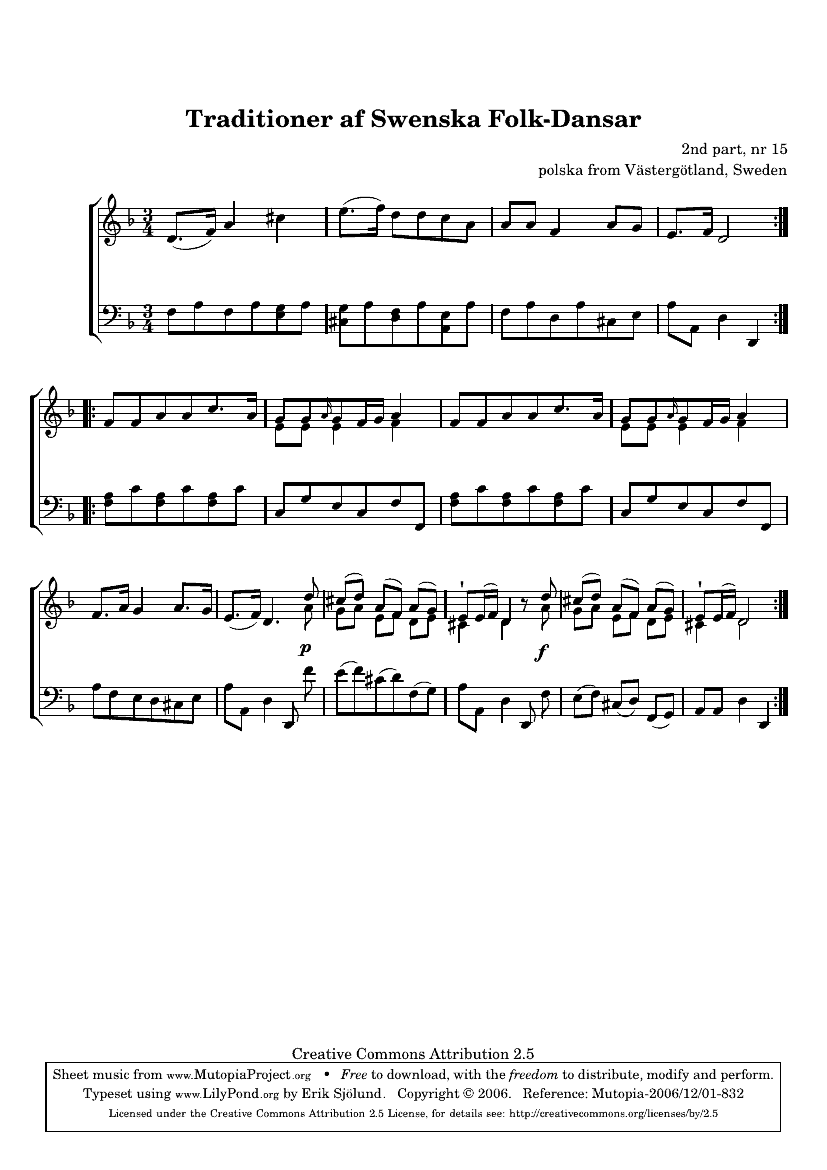 Traditioner af Swenska Folk-Dansar
2nd part, nr 15
polska from Västergötland, Sweden
p
f
Creative Commons Attribution 2.5
Sheet music from www.MutopiaProject.org • Free to download, with the freedom to distribute, modify and perform.
Typeset using www.LilyPond.org by Erik Sjölund. Copyright © 2006. Reference: Mutopia-2006/12/01-832
Licensed under the Creative Commons Attribution 2.5 License, for details see: http://creativecommons.org/licenses/by/2.5